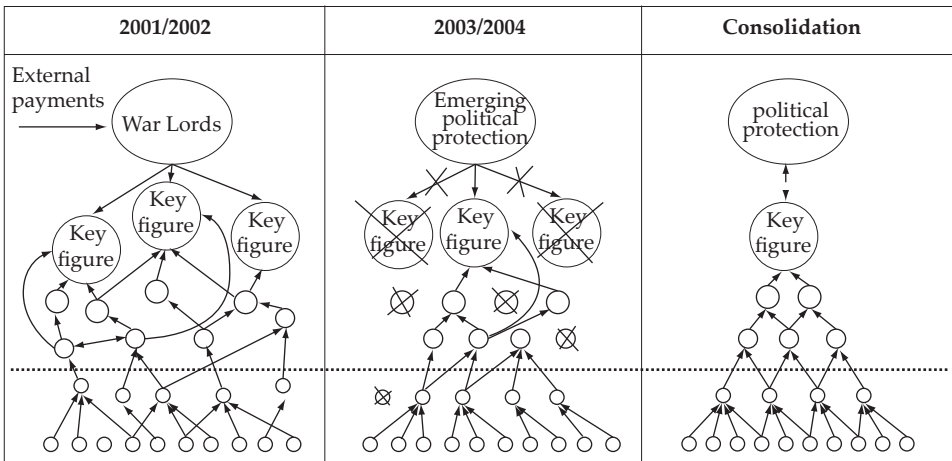 2001/2002
2003/2004
Consolidation
External
payments
War Lords
Emerging
political
protection
political
protection
Key
figure
Key
figure
Key
figure
Key
figure
Key
figure
Key
figure
Key
figure